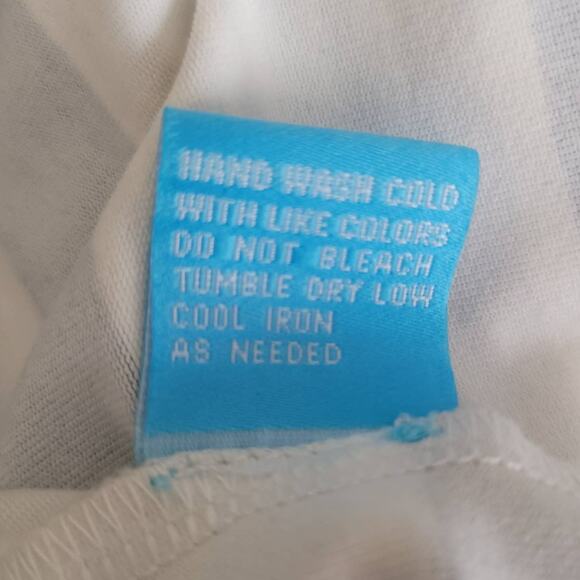 HAND WASH COLD
WITH LIKE COLORS
DO NOT BLEACH
TUMBLE DRY LOW
COOL IRON
AS NEEDED